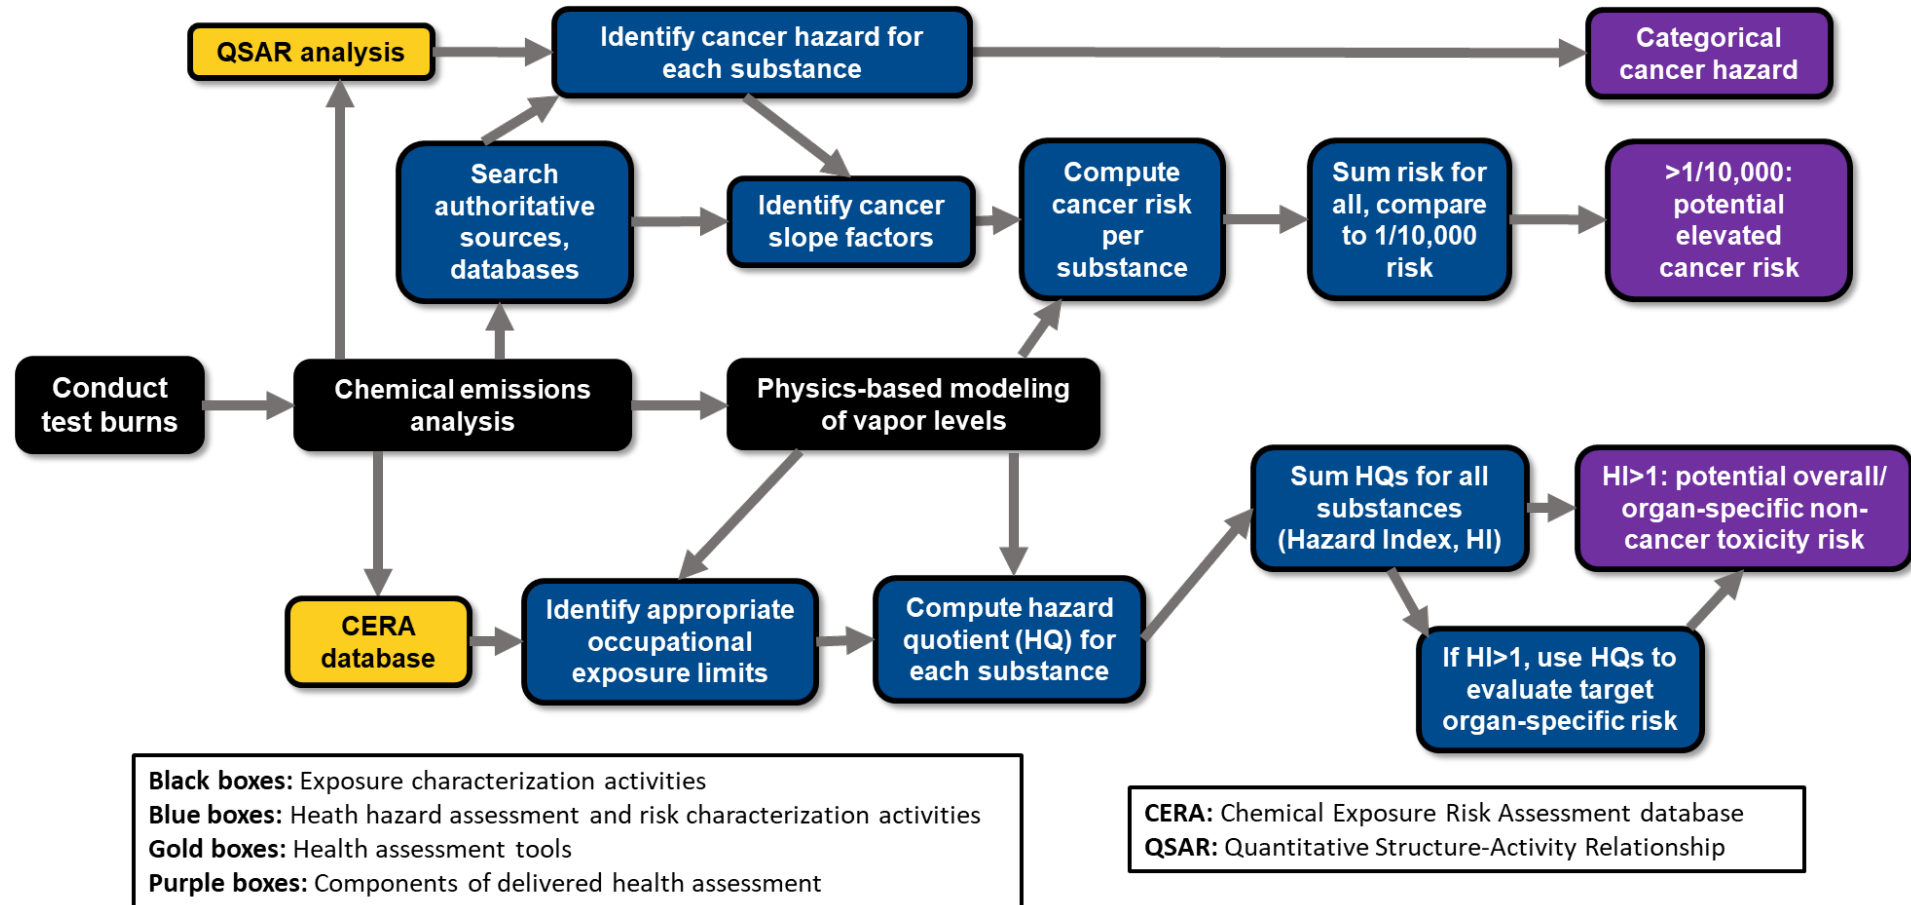 QSAR analysis
Identify cancer hazard for
each substance
Categorical
cancer hazard
Search
authoritative
sources,
databases
Identify cancer
slope factors
Compute
cancer risk
per
substance
Sum risk for
all, compare
to 1/10,000
risk
>1/10,000:
potential
elevated
cancer risk
Conduct
test burns
Chemical emissions
analysis
Physics-based modeling
of vapor levels
CERA
database
Identify appropriate
occupational
exposure limits
Compute hazard
quotient (HQ) for
each substance
Sum HQs for all
substances
(Hazard Index, HI)
HI>1: potential overall/
organ-specific non-
cancer toxicity risk
If HI>1, use HQs to
evaluate target
organ-specific risk
Black boxes: Exposure characterization activities
Blue boxes: Heath hazard assessment and risk characterization activities
Gold boxes: Health assessment tools
Purple boxes: Components of delivered health assessment
CERA: Chemical Exposure Risk Assessment database
QSAR: Quantitative Structure-Activity Relationship